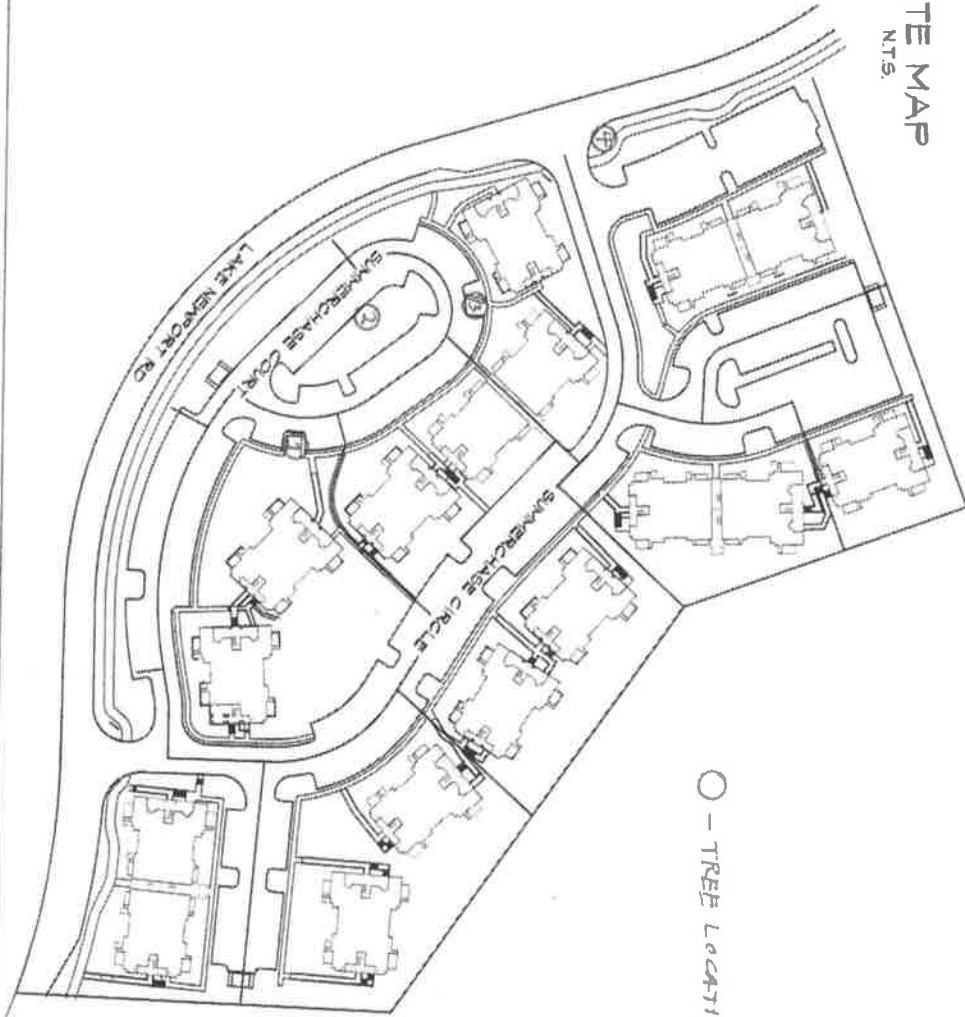 TE MAP
N.T.S.
LAKE NEWPORT RD
SUMMERCHASE COURT
SUMMERCHASE CIRCLE
- TREE LOCATI